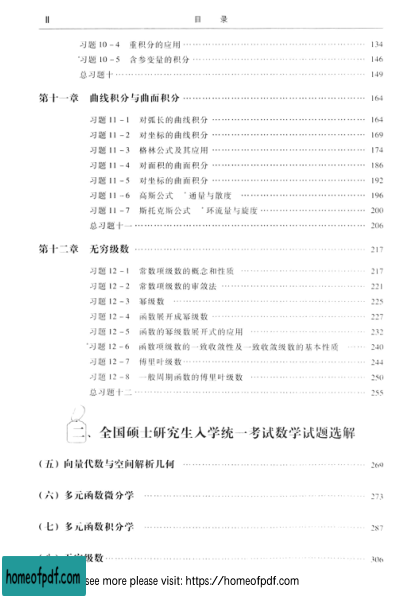 Ⅱ 目 录
习题 10-4 重积分的应用 134
*习题 10-5 含参变量的积分 146
总习题十 149
第十一章 曲线积分与曲面积分 164
习题 11-1 对弧长的曲线积分 164
习题 11-2 对坐标的曲线积分 169
习题 11-3 格林公式及其应用 174
习题 11-4 对面积的曲面积分 186
习题 11-5 对坐标的曲面积分 192
习题 11-6 高斯公式 *通量与散度 196
习题 11-7 斯托克斯公式 *环流量与旋度 200
总习题十一 206
第十二章 无穷级数 217
习题 12-1 常数项级数的概念和性质 217
习题 12-2 常数项级数的审敛法 221
习题 12-3 幂级数 225
习题 12-4 函数展开成幂级数 227
习题 12-5 函数的幂级数展开式的应用 232
*习题 12-6 函数项级数的一致收敛性及一致收敛级数的基本性质 240
习题 12-7 傅里叶级数 244
习题 12-8 一般周期函数的傅里叶级数 250
总习题十二 255
二、全国硕士研究生入学统一考试数学试题选解
(五) 向量代数与空间解析几何 269
(六) 多元函数微分学 273
(七) 多元函数积分学 287
级数 306
homeofpdf.com
see more please visit: https://homeofpdf.com